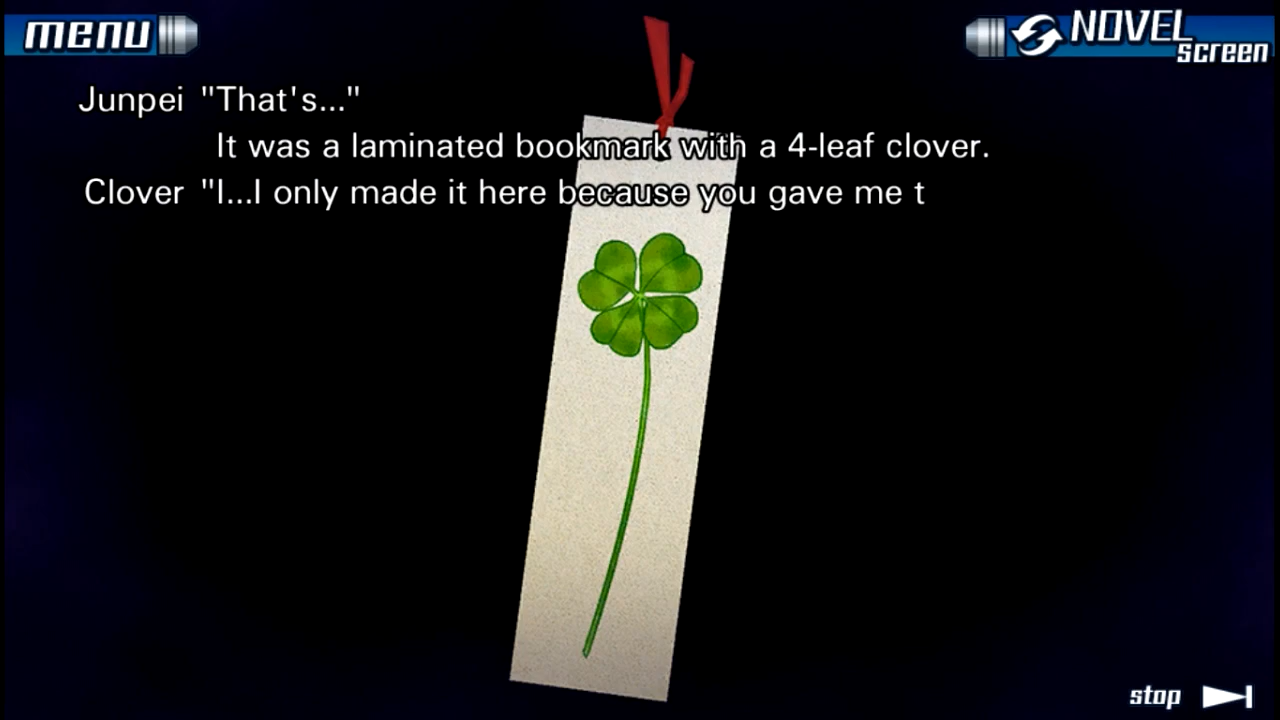 menu
NOVEL
screen
Junpei "That's..."
It was a laminated bookmark with a 4-leaf clover.
Clover "I...I only made it here because you gave me t
stop